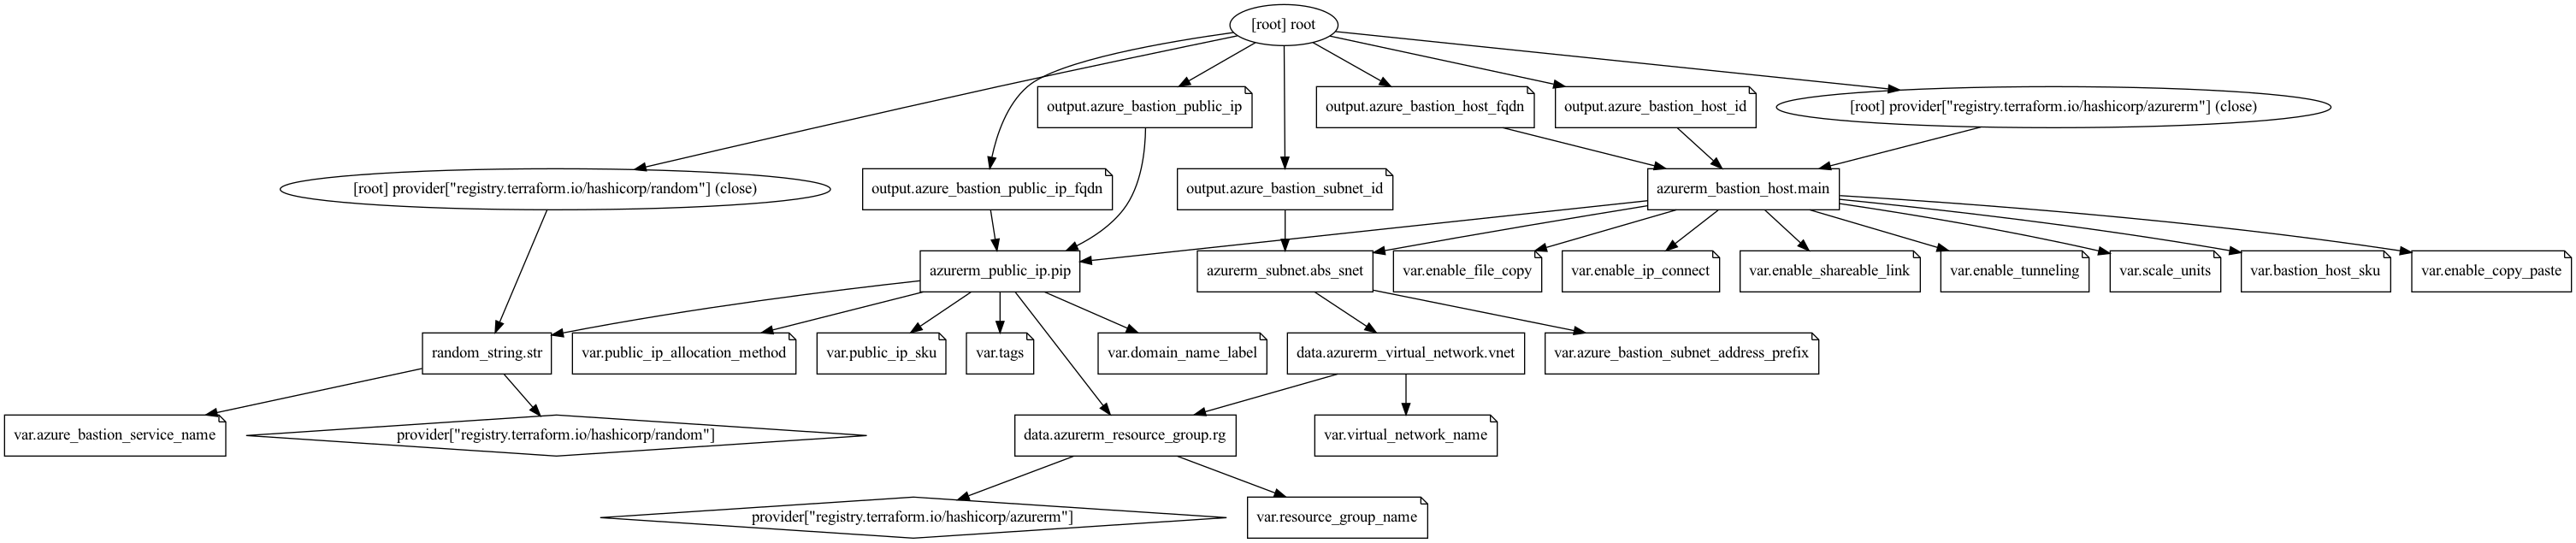 [root] root
output.azure_bastion_public_ip
output.azure_bastion_host_fqdn
output.azure_bastion_host_id
[root] provider["registry.terraform.io/hashicorp/azurerm"] (close)
[root] provider["registry.terraform.io/hashicorp/random"] (close)
output.azure_bastion_public_ip_fqdn
output.azure_bastion_subnet_id
azurerm_bastion_host.main
azurerm_public_ip.pip
azurerm_subnet.abs_snet
var.enable_file_copy
var.enable_ip_connect
var.enable_shareable_link
var.enable_tunneling
var.scale_units
var.bastion_host_sku
var.enable_copy_paste
random_string.str
var.public_ip_allocation_method
var.public_ip_sku
var.tags
var.domain_name_label
data.azurerm_virtual_network.vnet
var.azure_bastion_subnet_address_prefix
var.azure_bastion_service_name
provider["registry.terraform.io/hashicorp/random"]
data.azurerm_resource_group.rg
var.virtual_network_name
provider["registry.terraform.io/hashicorp/azurerm"]
var.resource_group_name